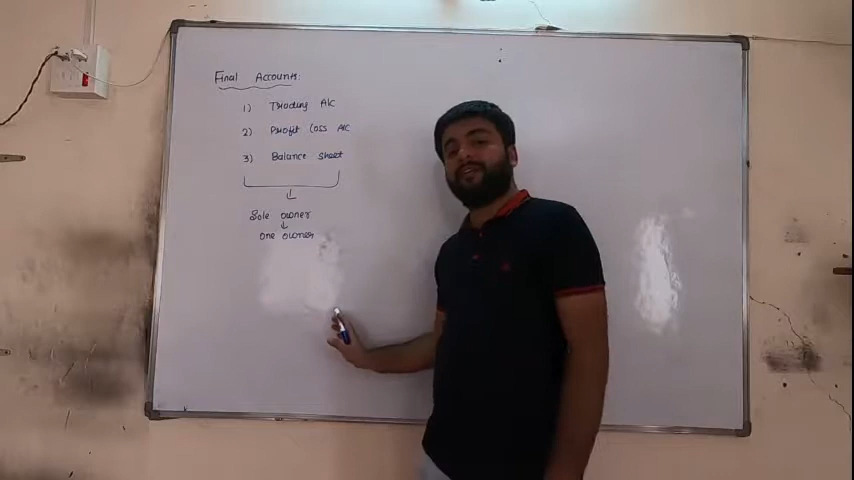 Final Accounts:
1) Trading A/C
2) Profit Loss A/C
3) Balance sheet
Sole owner
one owner